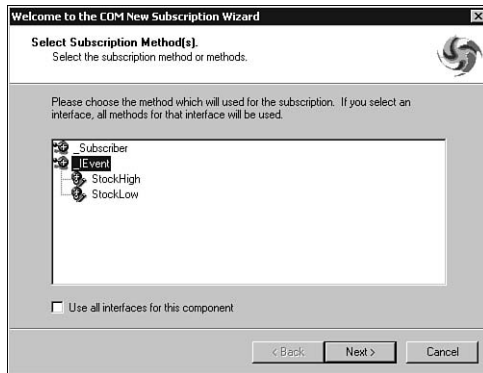 Welcome to the COM New Subscription Wizard
Select Subscription Method(s).
Select the subscription method or methods.
Please choose the method which will used for the subscription. If you select an
interface, all methods for that interface will be used.
_Subscriber
_IEvent
StockHigh
StockLow
Use all interfaces for this component
< Back
Next >
Cancel